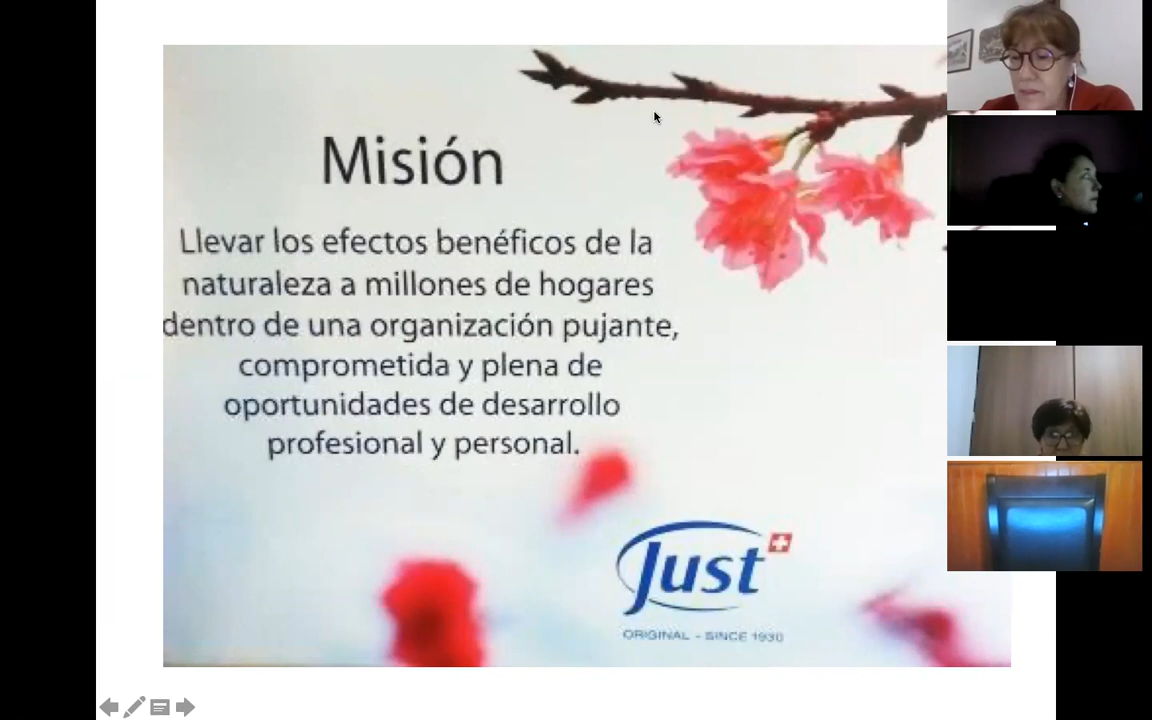 Misión
Llevar los efectos benéficos de la
naturaleza a millones de hogares
dentro de una organización pujante,
comprometida y plena de
oportunidades de desarrollo
profesional y personal.
Just
ORIGINAL - SINCE 1930